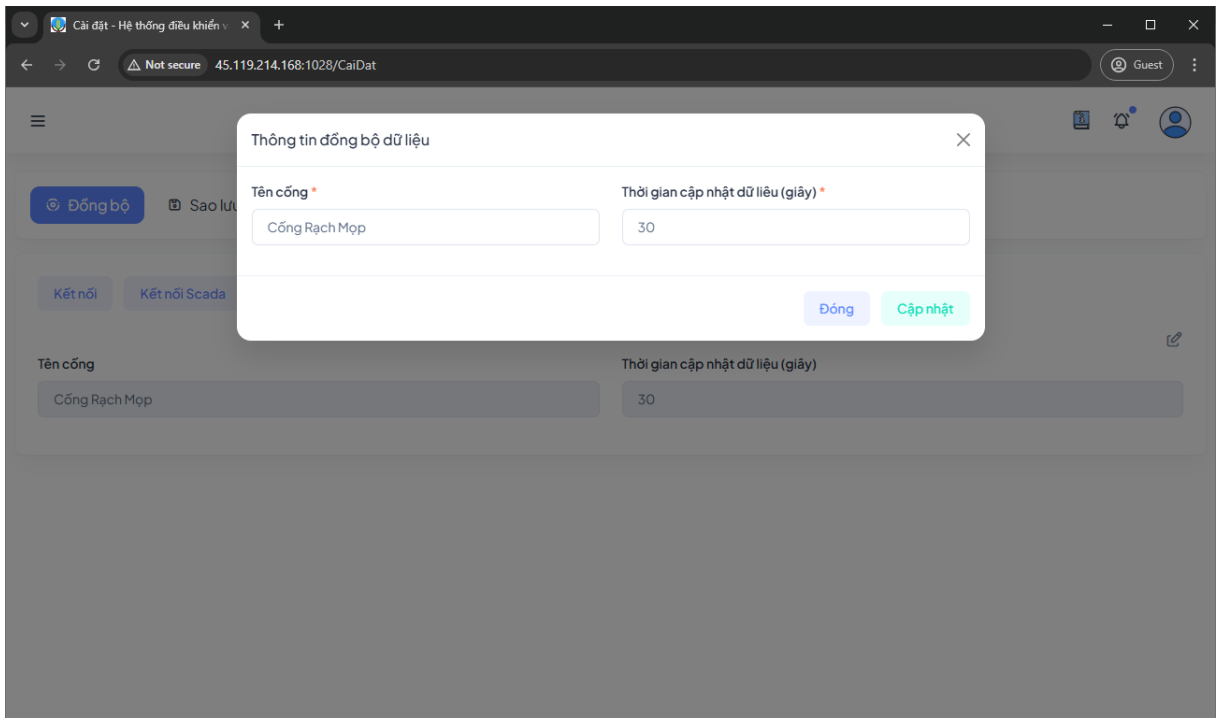 Cài đặt - Hệ thống điều khiển v
Not secure 45.119.214.168:1028/CaiDat
Guest
Thông tin đồng bộ dữ liệu
Đồng bộ
Sao lưu
Tên cống *
Thời gian cập nhật dữ liêu (giây) *
Cống Rạch Mọp
30
Kết nối
Kết nối Scada
Đóng
Cập nhật
Tên cống
Thời gian cập nhật dữ liệu (giây)
Cống Rạch Mọp
30